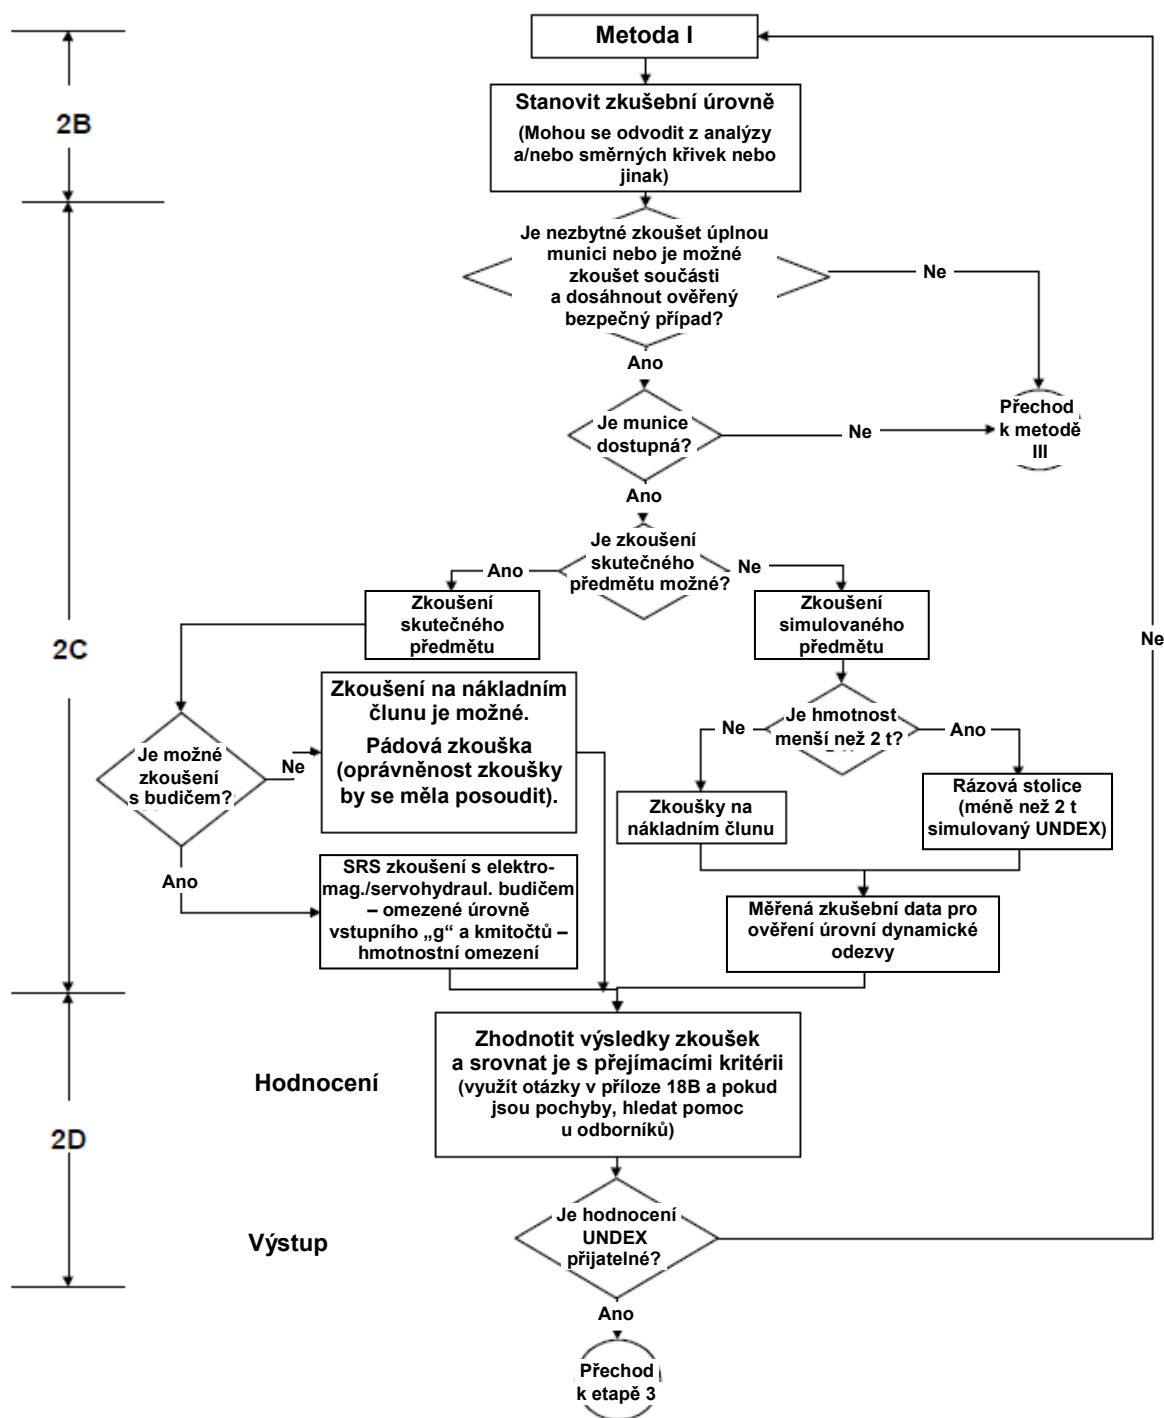 Metoda I
2B
Stanovit zkušební úrovně
(Mohou se odvodit z analýzy
a/nebo směrných křivek nebo
jinak)
Je nezbytné zkoušet úplnou
munici nebo je možné
zkoušet součásti
a dosáhnout ověřený
bezpečný případ?
Ne
Ano
Je munice
dostupná?
Ne
Přechod
k metodě
III
Ano
Je zkoušení
skutečného
předmětu možné?
Ano
Ne
2C
Zkoušení
skutečného
předmětu
Zkoušení
simulovaného
předmětu
Ne
Je možné
zkoušení
s budičem?
Ne
Zkoušení na nákladním
člunu je možné.
Pádová zkouška
(oprávněnost zkoušky
by se měla posoudit).
Je hmotnost
menší než 2 t?
Ne
Ano
Zkoušky na
nákladním člunu
Rázová stolice
(méně než 2 t
simulovaný UNDEX)
Ano
SRS zkoušení s elektro-
mag./servohydraul. budičem
– omezené úrovně
vstupního „g“ a kmitočtů –
hmotnostní omezení
Měřená zkušební data pro
ověření úrovní dynamické
odezvy
2D
Hodnocení
Zhodnotit výsledky zkoušek
a srovnat je s přejímacími kritérii
(využít otázky v příloze 18B a pokud
jsou pochyby, hledat pomoc
u odborníků)
Výstup
Je hodnocení
UNDEX
přijatelné?
Ano
Přechod
k etapě 3